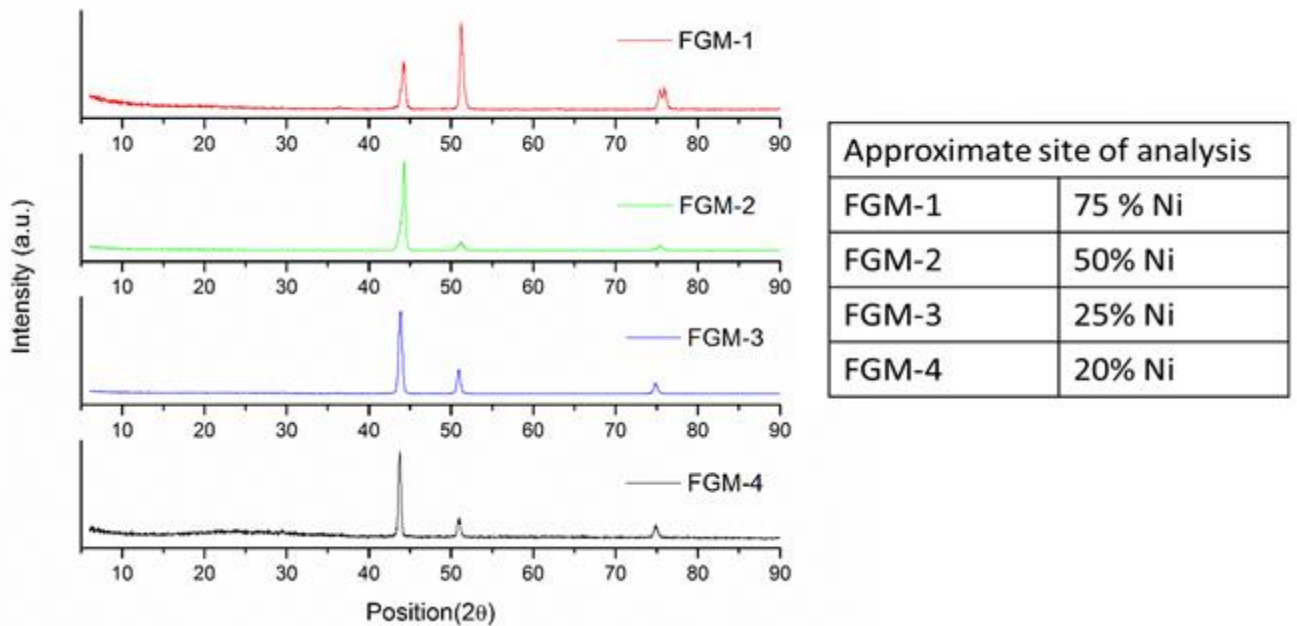 Intensity (a.u.)
FGM-1
10 20 30 40 50 60 70 80 90
FGM-2
10 20 30 40 50 60 70 80 90
FGM-3
10 20 30 40 50 60 70 80 90
FGM-4
10 20 30 40 50 60 70 80 90
Position(2θ)
Approximate site of analysis
FGM-1 75 % Ni
FGM-2 50% Ni
FGM-3 25% Ni
FGM-4 20% Ni